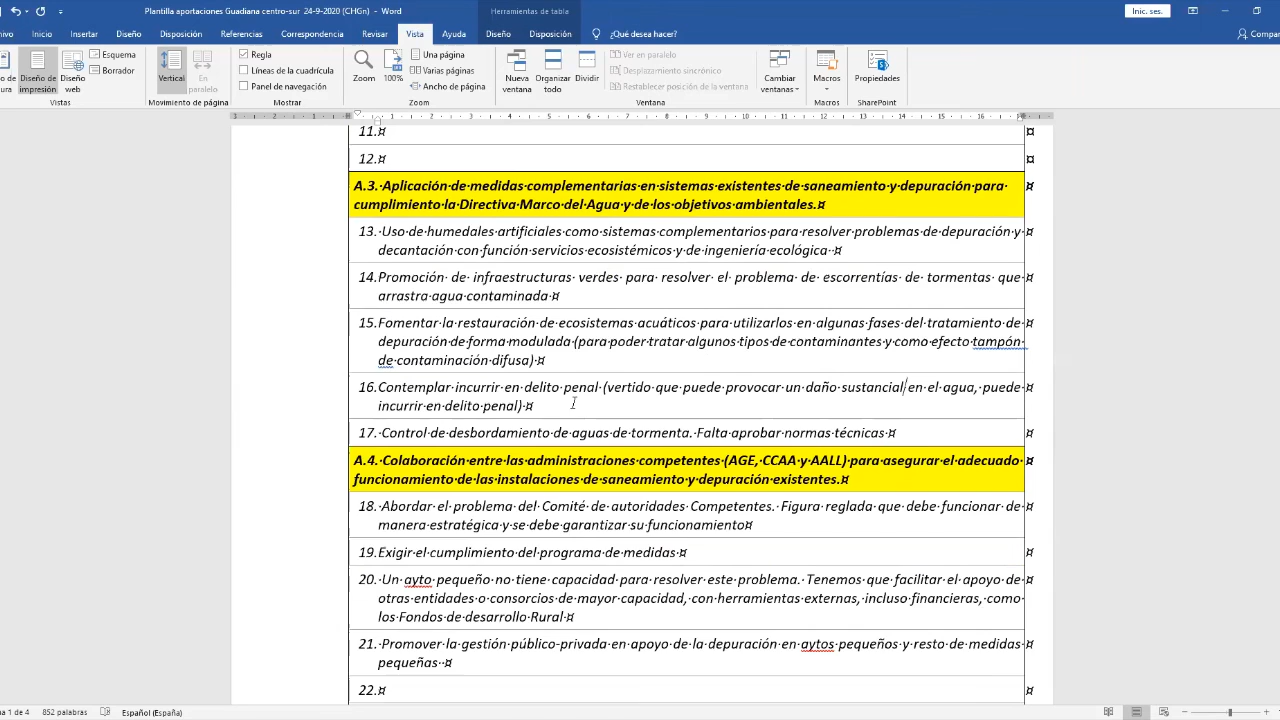 Plantilla aportaciones Guadiana centro-sur 24-9-2020 (CHGn) - Word
Herramientas de tabla
Inic. ses.
Inicio Insertar Diseño Disposición Referencias Correspondencia Revisar Vista Ayuda Diseño Disposición ¿Qué desea hacer?
Diseño de impresión
Diseño web
Esquema
Borrador
Vistas
Vertical
En paralelo
Movimiento de página
Regla
Líneas de la cuadrícula
Panel de navegación
Mostrar
Zoom
100%
Una página
Varias páginas
Ancho de página
Zoom
Nueva ventana
Organizar todo
Dividir
Ver en paralelo
Desplazamiento sincrónico
Restablecer posición de la ventana
Ventana
Cambiar ventanas
Macros
Macros
Propiedades
SharePoint
11.¤
12.¤
A.3. Aplicación de medidas complementarias en sistemas existentes de saneamiento y depuración para
cumplimiento la Directiva Marco del Agua y de los objetivos ambientales.¤
13. Uso de humedales artificiales como sistemas complementarios para resolver problemas de depuración y
decantación con función servicios ecosistémicos y de ingeniería ecológica ¤
14.Promoción de infraestructuras verdes para resolver el problema de escorrentías de tormentas que
arrastra agua contaminada ¤
15.Fomentar la restauración de ecosistemas acuáticos para utilizarlos en algunas fases del tratamiento de
depuración de forma modulada (para poder tratar algunos tipos de contaminantes y como efecto tampón
de contaminación difusa) ¤
16.Contemplar incurrir en delito penal (vertido que puede provocar un daño sustancial en el agua, puede
incurrir en delito penal) ¤
17. Control de desbordamiento de aguas de tormenta. Falta aprobar normas técnicas ¤
A.4. Colaboración entre las administraciones competentes (AGE, CCAA y AALL) para asegurar el adecuado
funcionamiento de las instalaciones de saneamiento y depuración existentes.¤
18. Abordar el problema del Comité de autoridades Competentes. Figura reglada que debe funcionar de
manera estratégica y se debe garantizar su funcionamiento¤
19.Exigir el cumplimiento del programa de medidas ¤
20. Un ayto pequeño no tiene capacidad para resolver este problema. Tenemos que facilitar el apoyo de
otras entidades o consorcios de mayor capacidad, con herramientas externas, incluso financieras, como
los Fondos de desarrollo Rural ¤
21. Promover la gestión público-privada en apoyo de la depuración en aytos pequeños y resto de medidas
pequeñas ¤
22.¤
1 de 4 852 palabras Español (España)